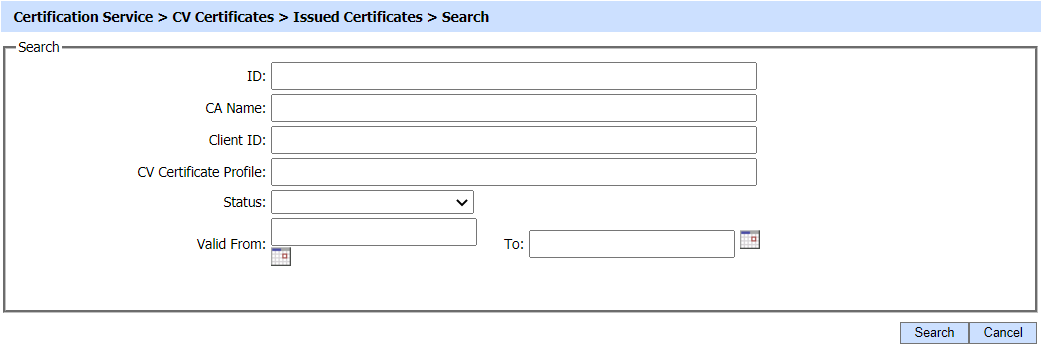 Certification Service > CV Certificates > Issued Certificates > Search
Search
ID:
CA Name:
Client ID:
CV Certificate Profile:
Status:
Valid From: To:
Search Cancel